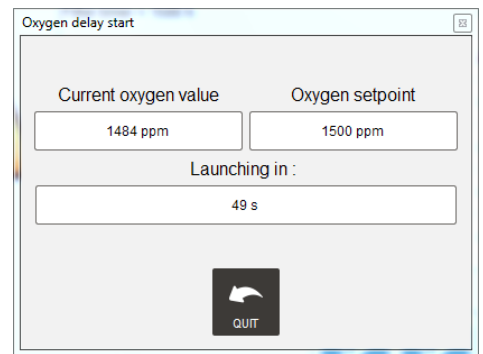 Oxygen delay start
Current oxygen value Oxygen setpoint
1484 ppm 1500 ppm
Launching in :
49 s
QUIT